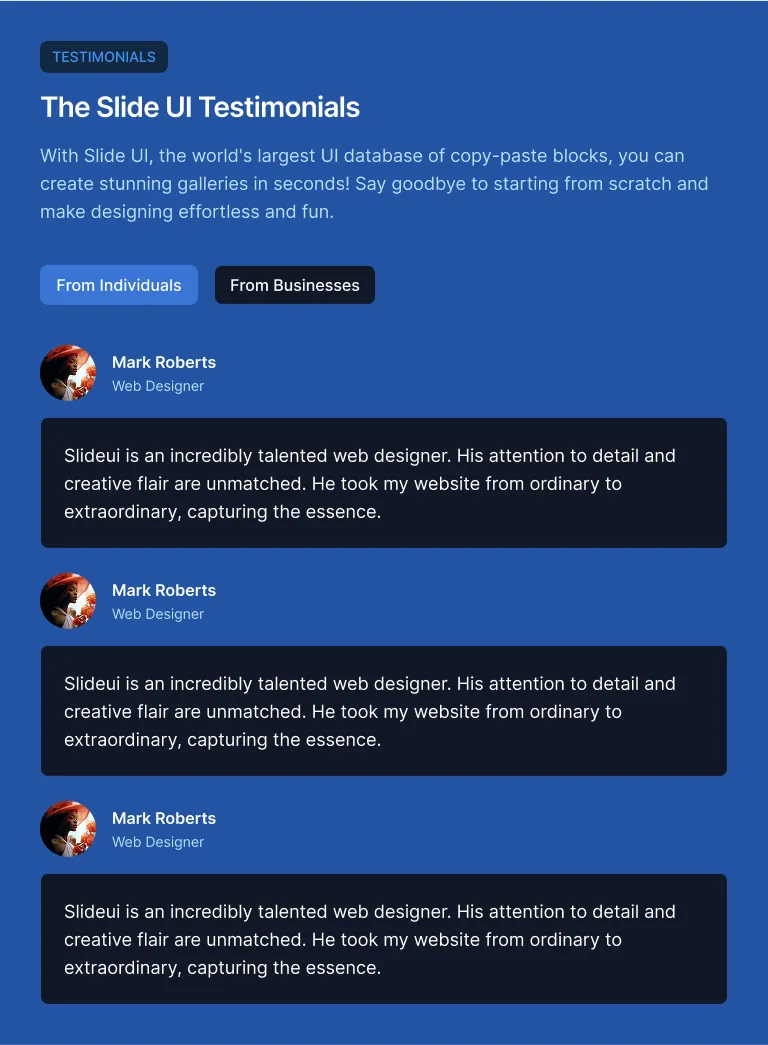 TESTIMONIALS
The Slide UI Testimonials
With Slide UI, the world's largest UI database of copy-paste blocks, you can
create stunning galleries in seconds! Say goodbye to starting from scratch and
make designing effortless and fun.
From Individuals
From Businesses
Mark Roberts
Web Designer
Slideui is an incredibly talented web designer. His attention to detail and
creative flair are unmatched. He took my website from ordinary to
extraordinary, capturing the essence.
Mark Roberts
Web Designer
Slideui is an incredibly talented web designer. His attention to detail and
creative flair are unmatched. He took my website from ordinary to
extraordinary, capturing the essence.
Mark Roberts
Web Designer
Slideui is an incredibly talented web designer. His attention to detail and
creative flair are unmatched. He took my website from ordinary to
extraordinary, capturing the essence.